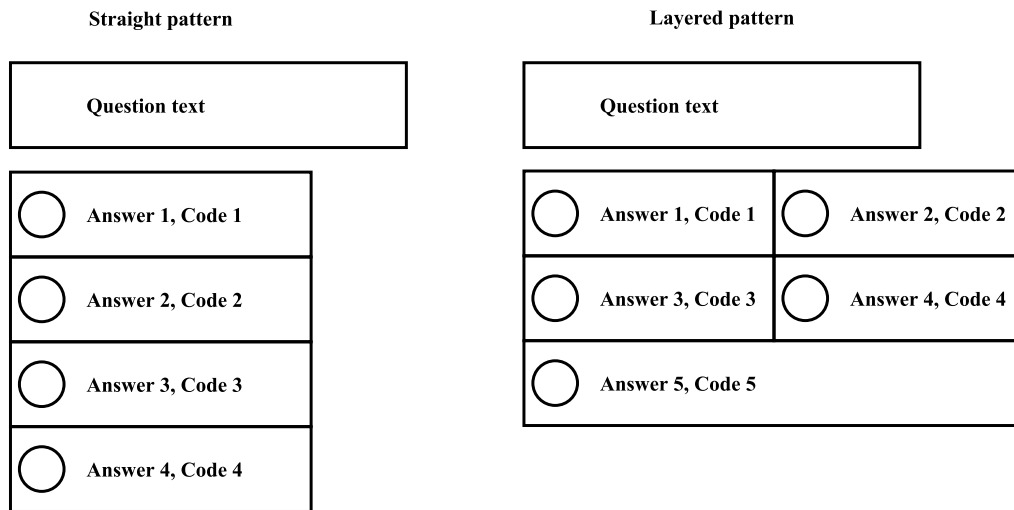 Straight pattern
Question text
Answer 1, Code 1
Answer 2, Code 2
Answer 3, Code 3
Answer 4, Code 4
Layered pattern
Question text
Answer 1, Code 1
Answer 2, Code 2
Answer 3, Code 3
Answer 4, Code 4
Answer 5, Code 5